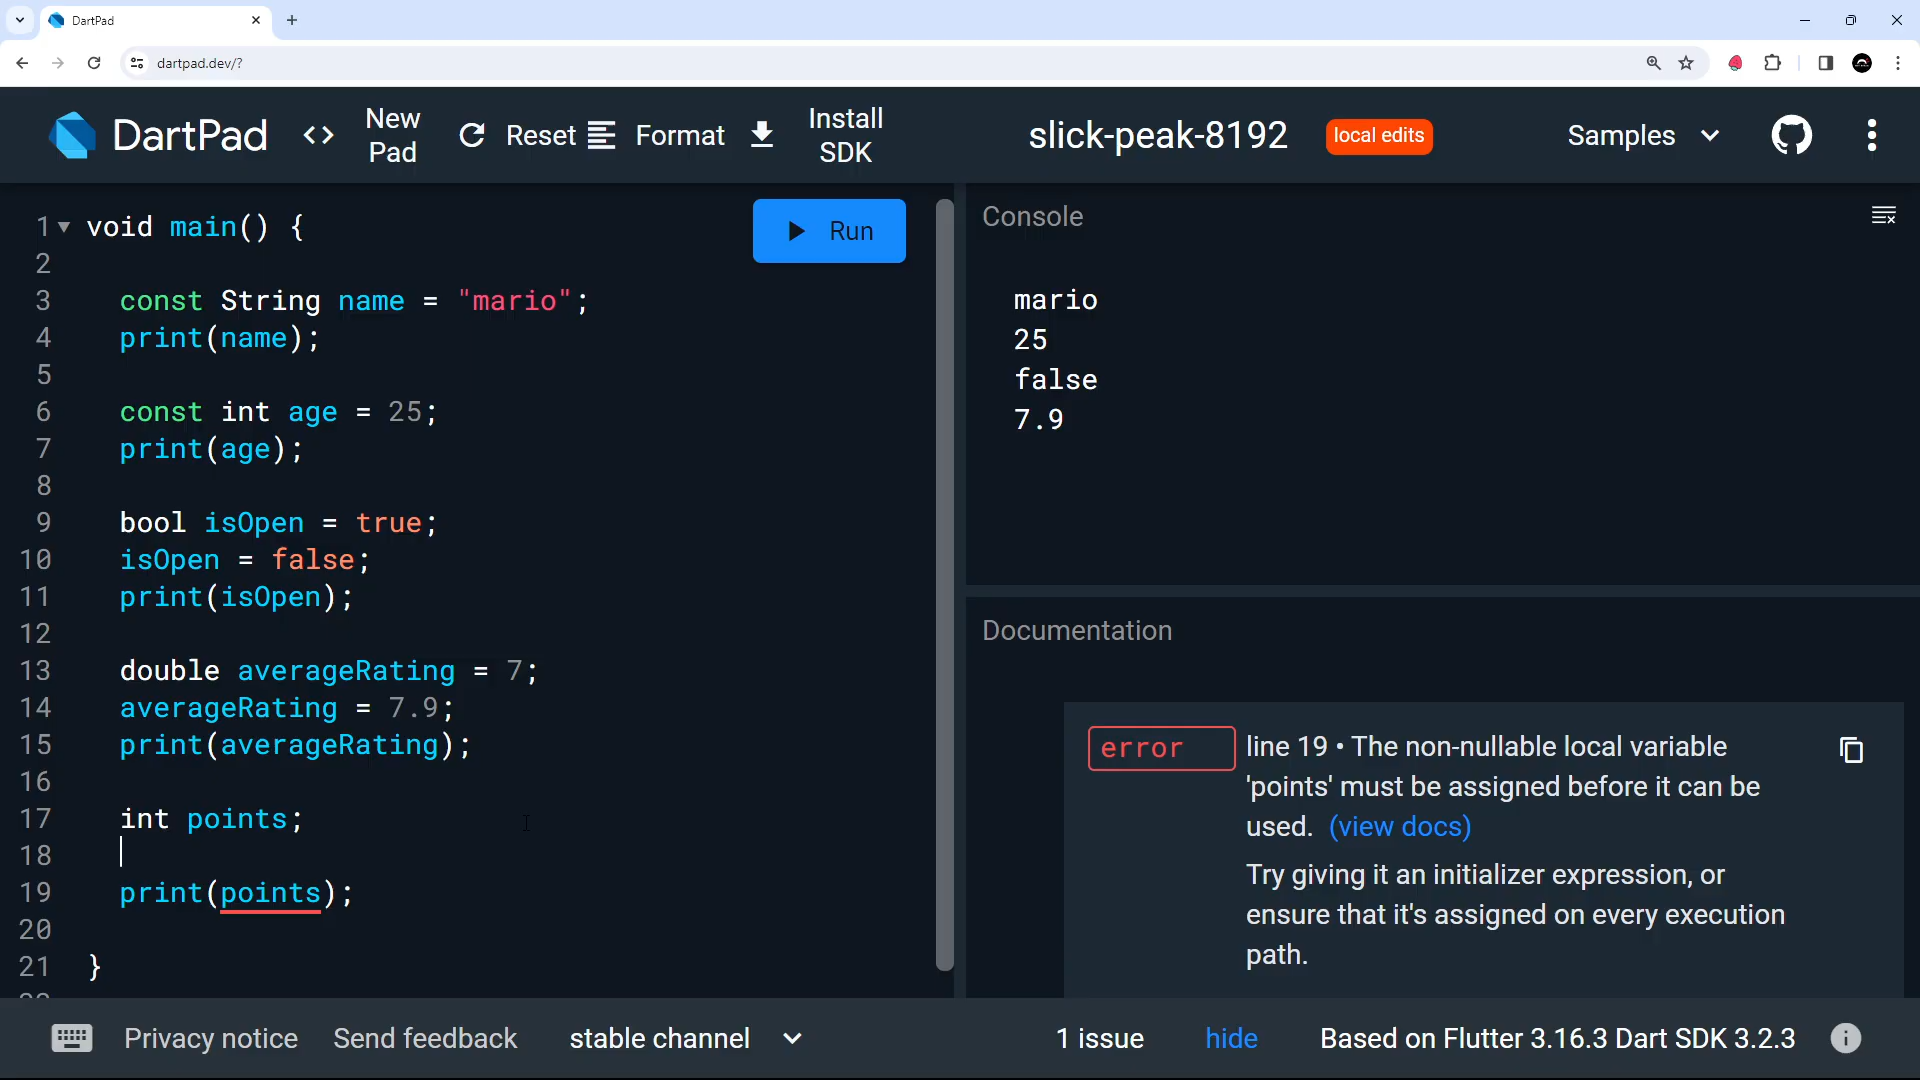 DartPad
dartpad.dev/?
DartPad
<>
New Pad
Reset
Format
Install SDK
slick-peak-8192
local edits
Samples
1 void main() {
2
3 const String name = "mario";
4 print(name);
5
6 const int age = 25;
7 print(age);
8
9 bool isOpen = true;
10 isOpen = false;
11 print(isOpen);
12
13 double averageRating = 7;
14 averageRating = 7.9;
15 print(averageRating);
16
17 int points;
18
19 print(points);
20
21 }
Run
Console
mario
25
false
7.9
Documentation
error
line 19 • The non-nullable local variable
'points' must be assigned before it can be
used. (view docs)
Try giving it an initializer expression, or
ensure that it's assigned on every execution
path.
Privacy notice
Send feedback
stable channel
1 issue
hide
Based on Flutter 3.16.3 Dart SDK 3.2.3